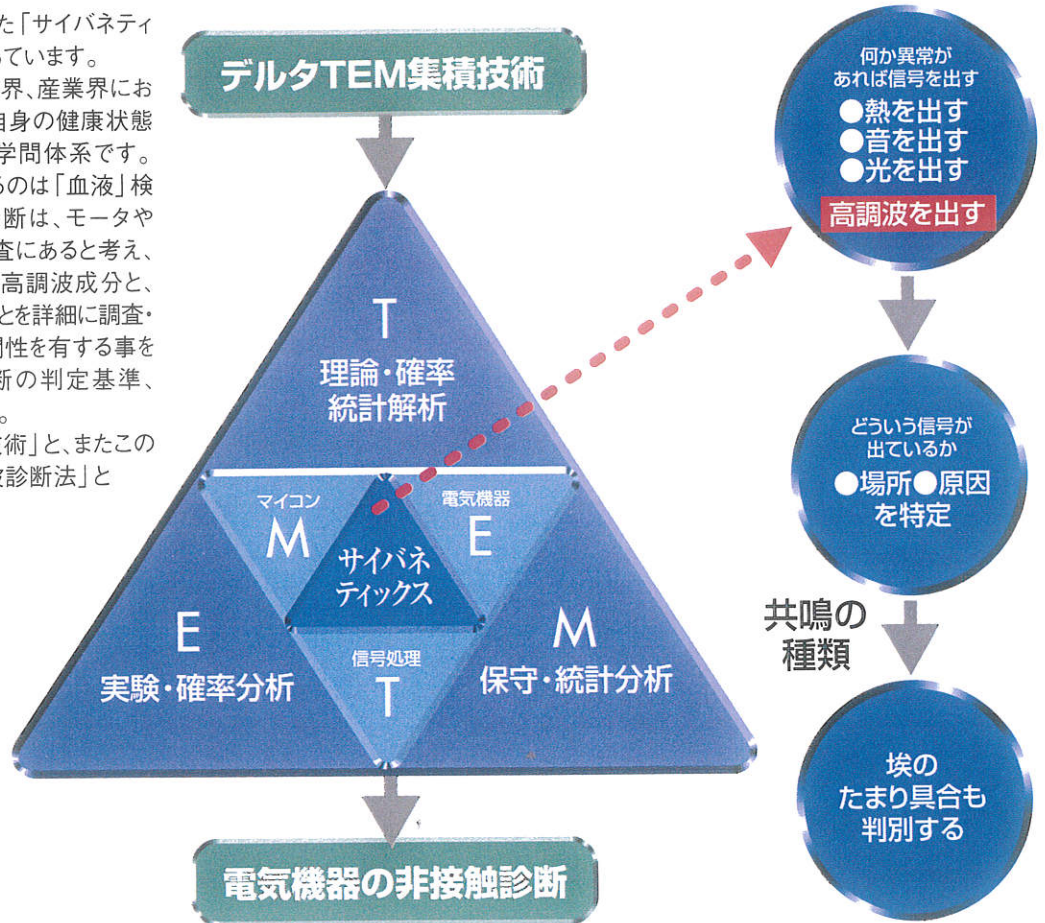 た「サイバネティ
っています。
界、産業界にお
自身の健康状態
学問体系です。
るのは「血液」検
断は、モータや
査にあると考え、
高調波成分と、
とを詳細に調査・
関性を有する事を
断の判定基準、
。
術」と、またこの
波診断法」と
デルタTEM集積技術
T
理論・確率
統計解析
マイコン
M
電気機器
E
サイバネ
ティックス
信号処理
T
E
実験・確率分析
M
保守・統計分析
電気機器の非接触診断
何か異常が
あれば信号を出す
●熱を出す
●音を出す
●光を出す
高調波を出す
どういう信号が
出ているか
●場所●原因
を特定
共鳴の
種類
埃の
たまり具合も
判別する